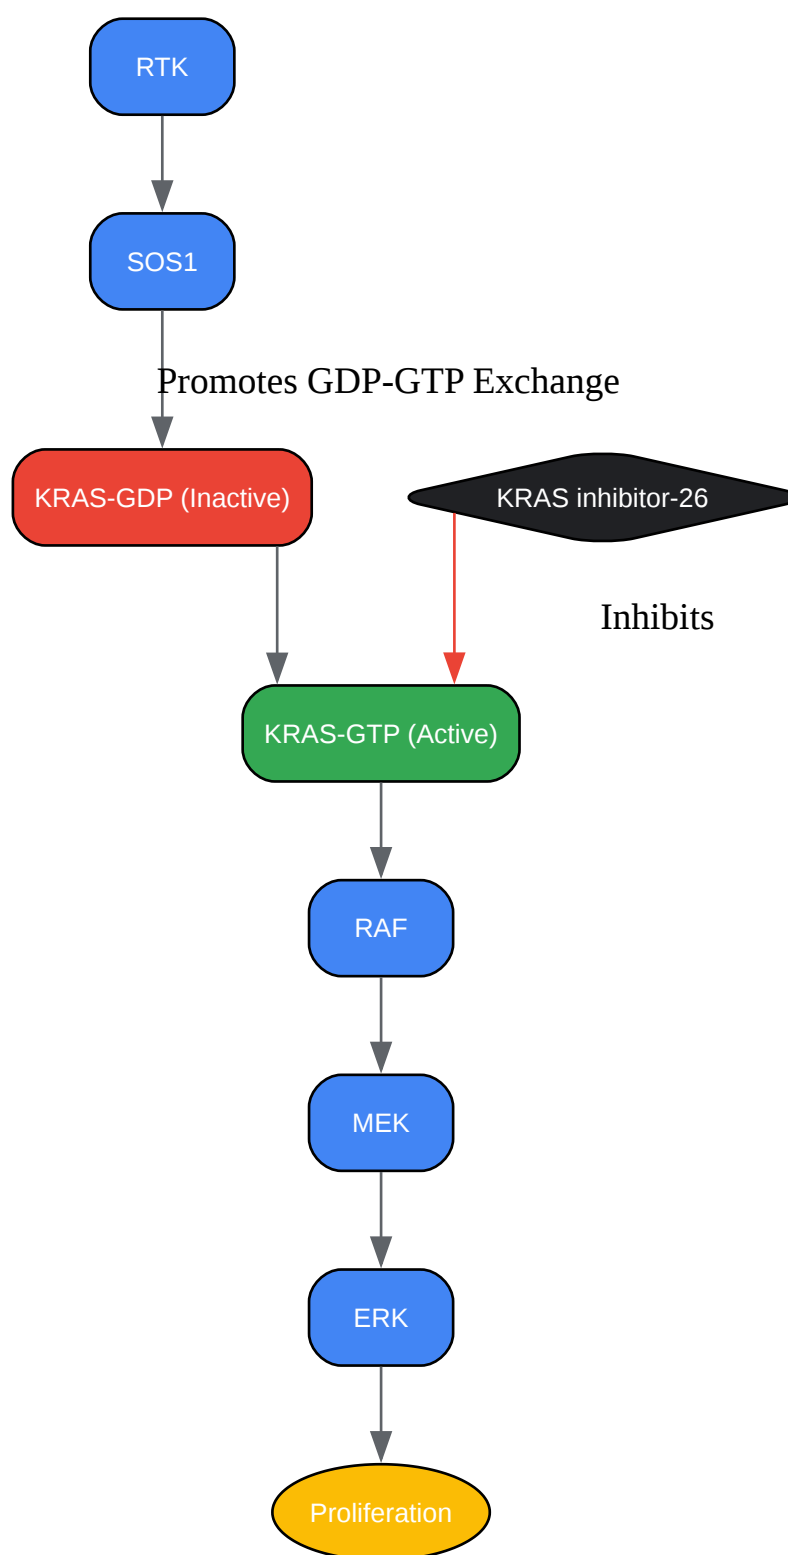 RTK
SOS1
Promotes GDP-GTP Exchange
KRAS-GDP (Inactive)
KRAS inhibitor-26
Inhibits
KRAS-GTP (Active)
RAF
MEK
ERK
Proliferation